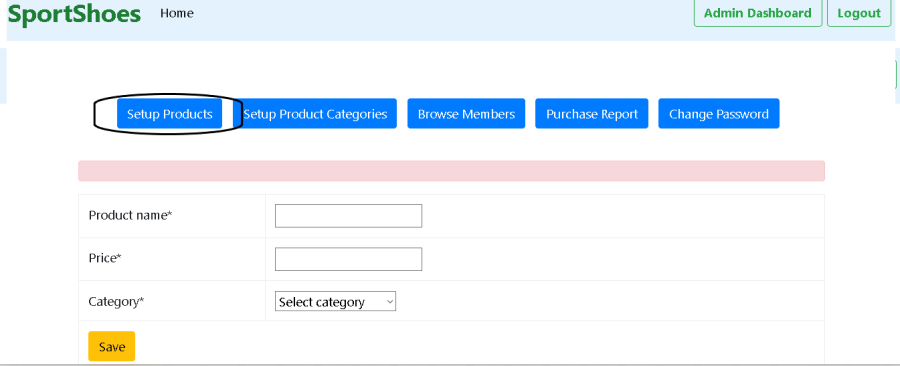 SportShoes Home Admin Dashboard Logout
Setup Products Setup Product Categories Browse Members Purchase Report Change Password
Product name*
Price*
Category* Select category
Save